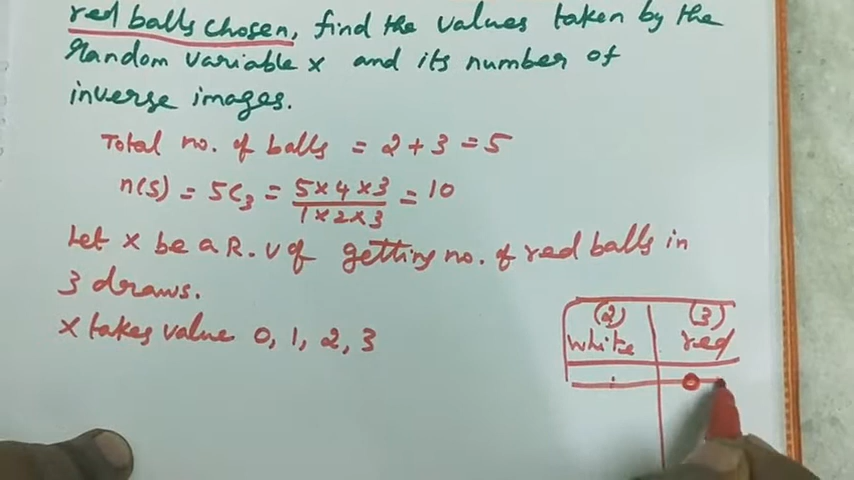 red balls chosen, find the values taken by the
Random variable x and its number of
inverse images.
Total no. of balls = 2 + 3 = 5
n(S) = 5C₃ = 5 × 4 × 3 / 1 × 2 × 3 = 10
Let x be a R.V of getting no. of red balls in
3 draws.
x takes value 0, 1, 2, 3
(2) (3)
white red